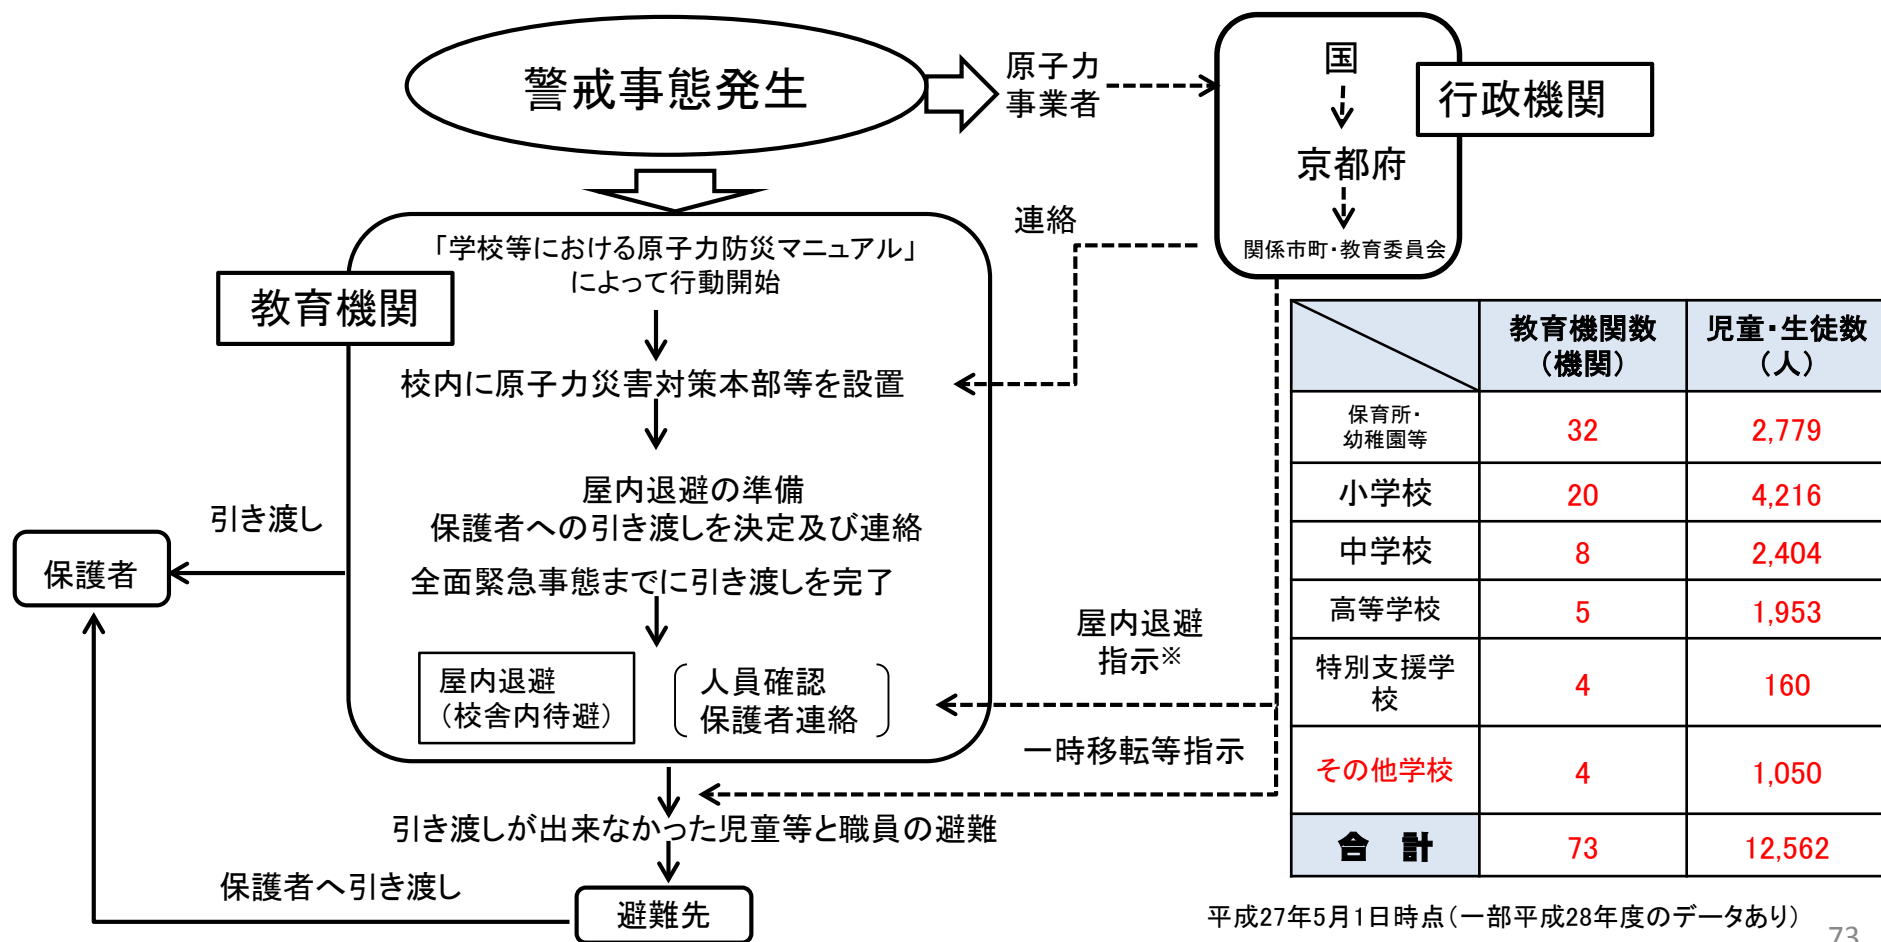 警戒事態発生
原子力
事業者
国
行政機関
京都府
関係市町・教育委員会
連絡
「学校等における原子力防災マニュアル」
によって行動開始
教育機関
校内に原子力災害対策本部等を設置
屋内退避の準備
保護者への引き渡しを決定及び連絡
全面緊急事態までに引き渡しを完了
引き渡し
保護者
屋内退避
(校舎内待避)
人員確認
保護者連絡
屋内退避
指示※
一時移転等指示
引き渡しが出来なかった児童等と職員の避難
保護者へ引き渡し
避難先
教育機関数
(機関)
児童・生徒数
(人)
保育所・
幼稚園等
32
2,779
小学校
20
4,216
中学校
8
2,404
高等学校
5
1,953
特別支援学
校
4
160
その他学校
4
1,050
合 計
73
12,562
平成27年5月1日時点(一部平成28年度のデータあり)
73